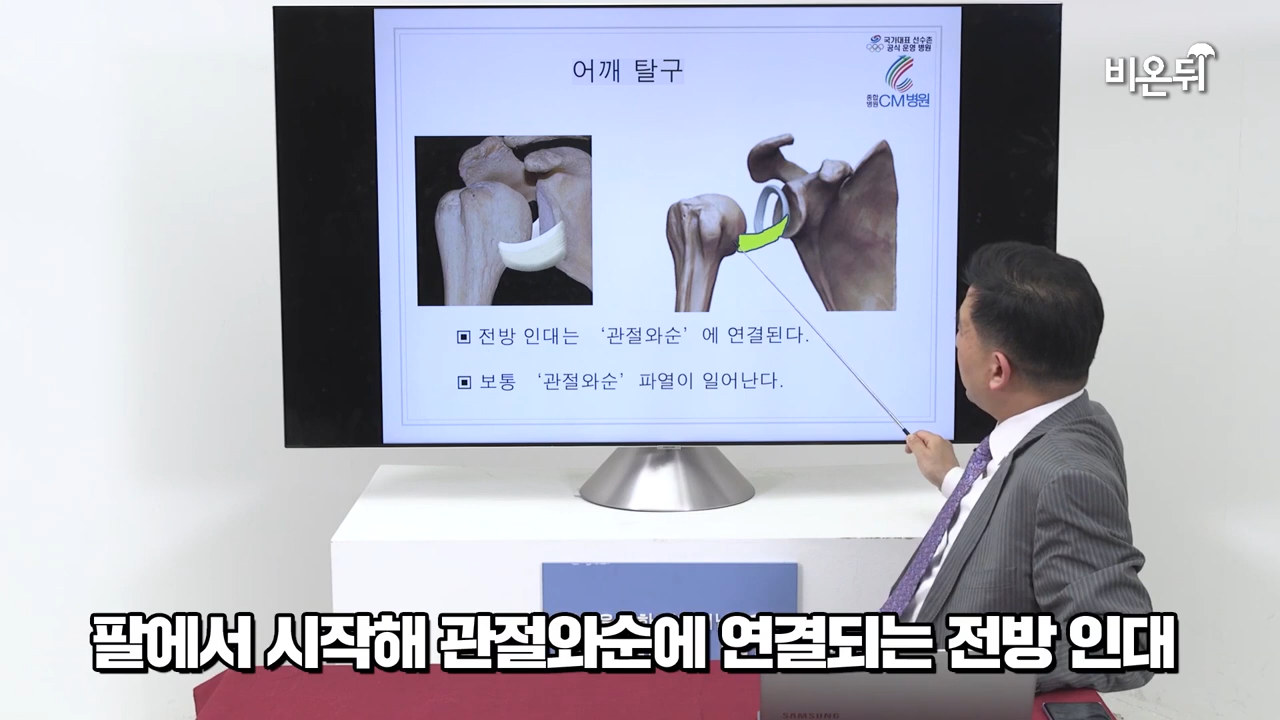 국가대표 선수촌
공식 운영 병원
비온뒤
어깨 탈구
종합
병원 CM병원
▣ 전방 인대는 ‘관절와순’ 에 연결된다.
▣ 보통 ‘관절와순’ 파열이 일어난다.
팔에서 시작해 관절와순에 연결되는 전방 인대
SAMSUNG